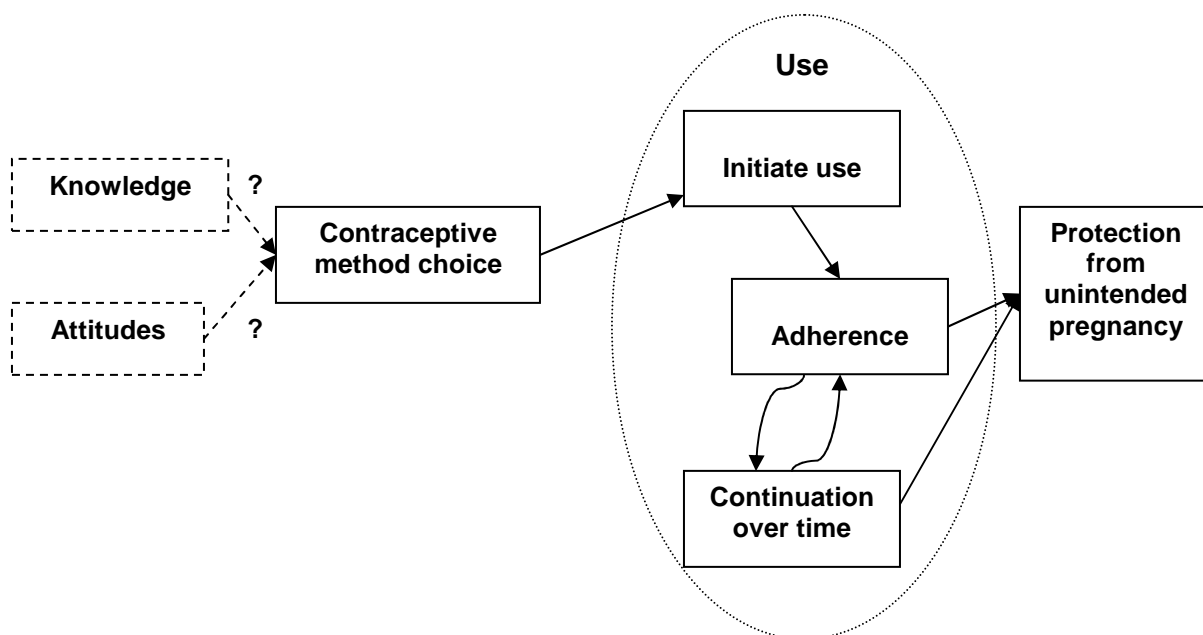 Use
Knowledge
?
Attitudes
?
Contraceptive
method choice
Initiate use
Adherence
Continuation
over time
Protection
from
unintended
pregnancy